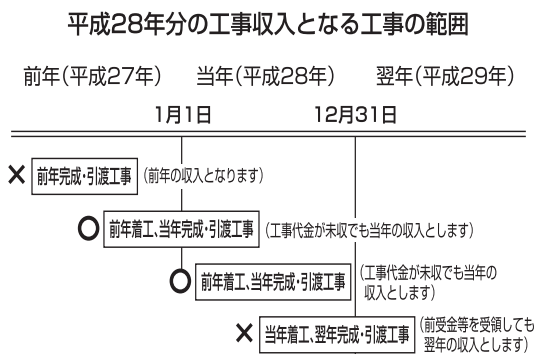 平成28年分の工事収入となる工事の範囲
前年(平成27年) 当年(平成28年) 翌年(平成29年)
1月1日 12月31日
× 前年完成・引渡工事 (前年の収入となります)
○ 前年着工、当年完成・引渡工事 (工事代金が未収でも当年の収入とします)
○ 前年着工、当年完成・引渡工事 (工事代金が未収でも当年の
収入とします)
× 当年着工、翌年完成・引渡工事 (前受金等を受領しても
翌年の収入とします)